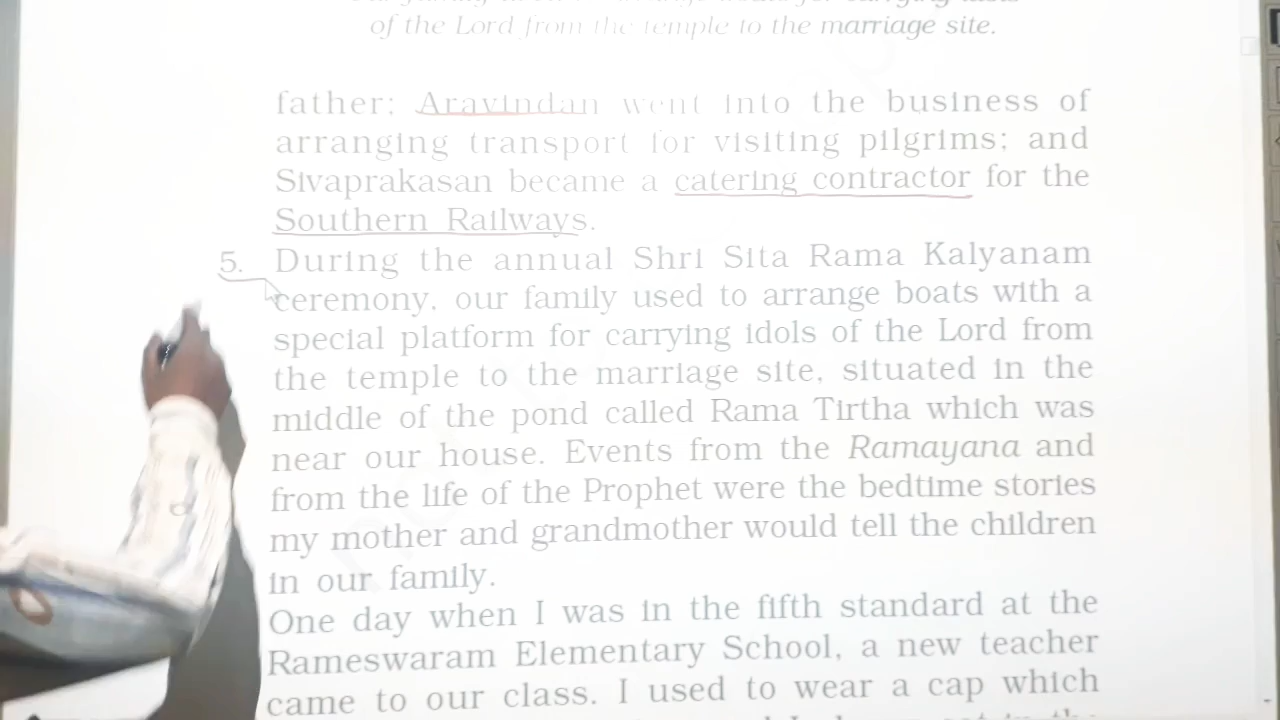 of the Lord from the temple to the marriage site.
father; Aravindan went into the business of
arranging transport for visiting pilgrims; and
Sivaprakasan became a catering contractor for the
Southern Railways.
5. During the annual Shri Sita Rama Kalyanam
ceremony, our family used to arrange boats with a
special platform for carrying idols of the Lord from
the temple to the marriage site, situated in the
middle of the pond called Rama Tirtha which was
near our house. Events from the Ramayana and
from the life of the Prophet were the bedtime stories
my mother and grandmother would tell the children
in our family.
One day when I was in the fifth standard at the
Rameswaram Elementary School, a new teacher
came to our class. I used to wear a cap which